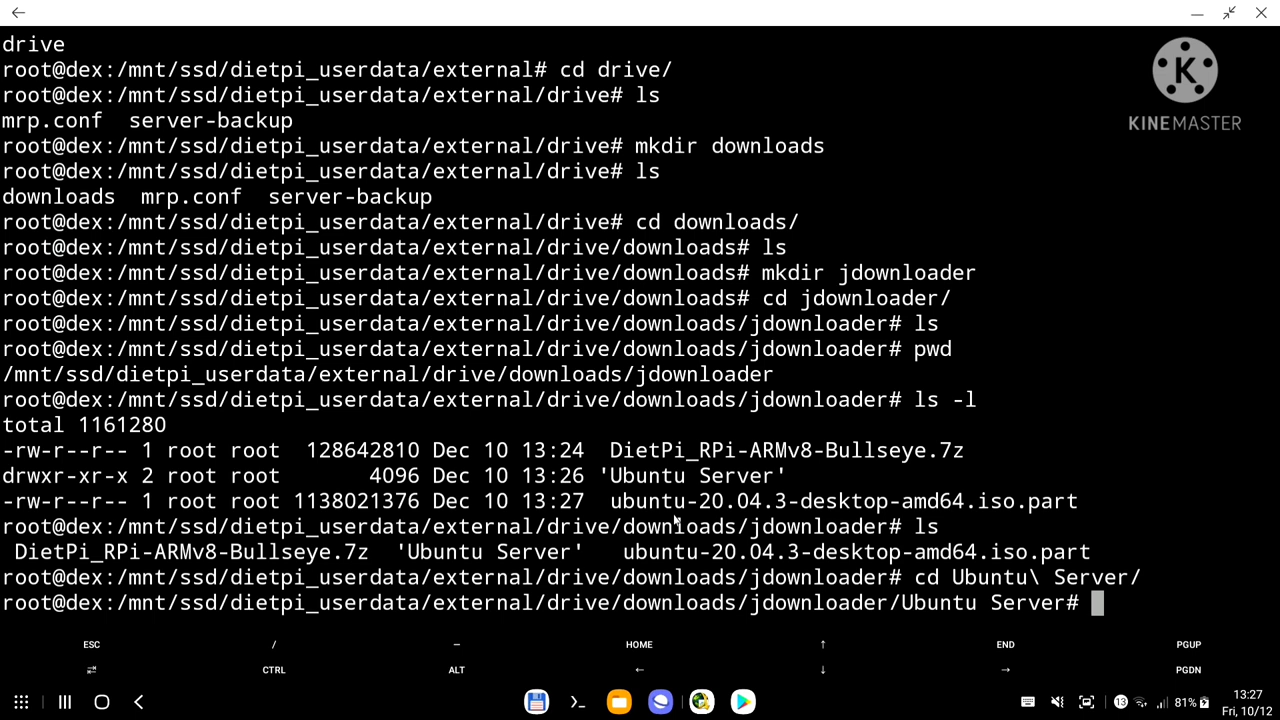 drive
root@dex:/mnt/ssd/dietpi_userdata/external# cd drive/
root@dex:/mnt/ssd/dietpi_userdata/external/drive# ls
mrp.conf  server-backup
root@dex:/mnt/ssd/dietpi_userdata/external/drive# mkdir downloads
root@dex:/mnt/ssd/dietpi_userdata/external/drive# ls
downloads  mrp.conf  server-backup
root@dex:/mnt/ssd/dietpi_userdata/external/drive# cd downloads/
root@dex:/mnt/ssd/dietpi_userdata/external/drive/downloads# ls
root@dex:/mnt/ssd/dietpi_userdata/external/drive/downloads# mkdir jdownloader
root@dex:/mnt/ssd/dietpi_userdata/external/drive/downloads# cd jdownloader/
root@dex:/mnt/ssd/dietpi_userdata/external/drive/downloads/jdownloader# ls
root@dex:/mnt/ssd/dietpi_userdata/external/drive/downloads/jdownloader# pwd
/mnt/ssd/dietpi_userdata/external/drive/downloads/jdownloader
root@dex:/mnt/ssd/dietpi_userdata/external/drive/downloads/jdownloader# ls -l
total 1161280
-rw-r--r-- 1 root root  128642810 Dec 10 13:24  DietPi_RPi-ARMv8-Bullseye.7z
drwxr-xr-x 2 root root       4096 Dec 10 13:26 'Ubuntu Server'
-rw-r--r-- 1 root root 1138021376 Dec 10 13:27  ubuntu-20.04.3-desktop-amd64.iso.part
root@dex:/mnt/ssd/dietpi_userdata/external/drive/downloads/jdownloader# ls
 DietPi_RPi-ARMv8-Bullseye.7z  'Ubuntu Server'   ubuntu-20.04.3-desktop-amd64.iso.part
root@dex:/mnt/ssd/dietpi_userdata/external/drive/downloads/jdownloader# cd Ubuntu\ Server/
root@dex:/mnt/ssd/dietpi_userdata/external/drive/downloads/jdownloader/Ubuntu Server#
K
KINEMASTER
ESC / — HOME ↑ END PGUP
⇆ CTRL ALT ← ↓ → PGDN
13 81% 13:27
Fri, 10/12